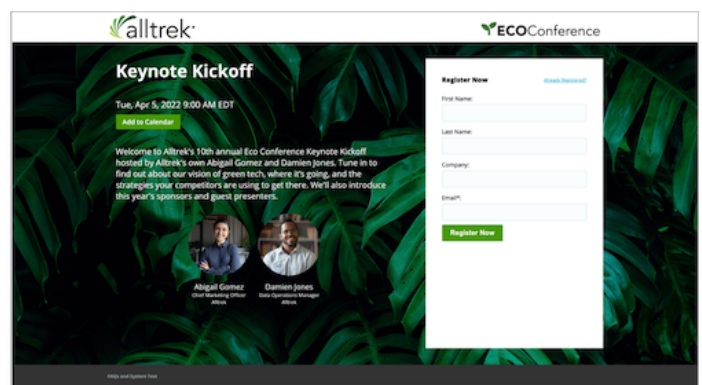 alltrek
ECOConference
Keynote Kickoff
Tue, Apr 5, 2022 9:00 AM EDT
Add to Calendar
Welcome to Alltrek's 10th annual Eco Conference Keynote Kickoff
hosted by Alltrek's own Abigail Gomez and Damien Jones. Tune in to
find out about our vision of green tech, where it's going, and the
strategies your competitors are using to get there. We'll also introduce
this year's sponsors and guest presenters.
Abigail Gomez
Chief Marketing Officer
Alltrek
Damien Jones
Data Operations Manager
Alltrek
Register Now
Already Registered?
First Name:
Last Name:
Company:
Email*:
Register Now
FAQs and System Test